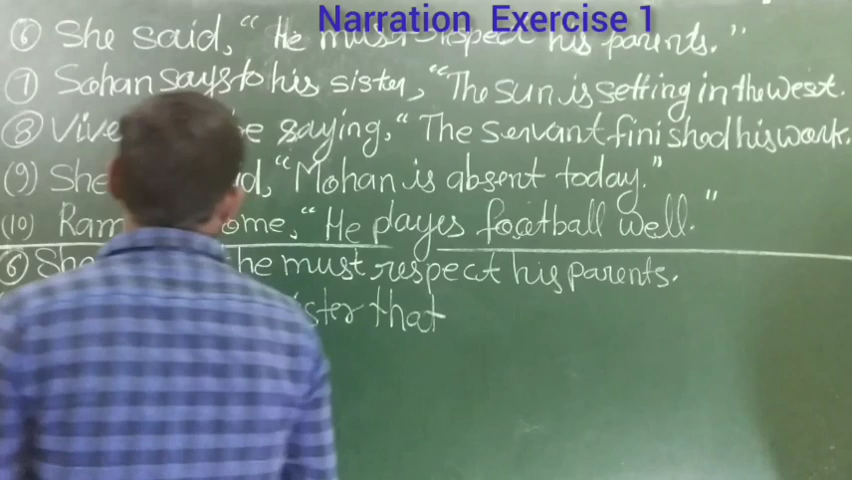 Narration Exercise 1
⑥ She said, “He must respect his parents.”
⑦ Sohan says to his sister, “The sun is setting in the west.
⑧ saying, “The servant finished his work.
(9) She “Mohan is absent today.”
(10) Ram “He playes football well.”
⑥ She he must respect his parents.
that